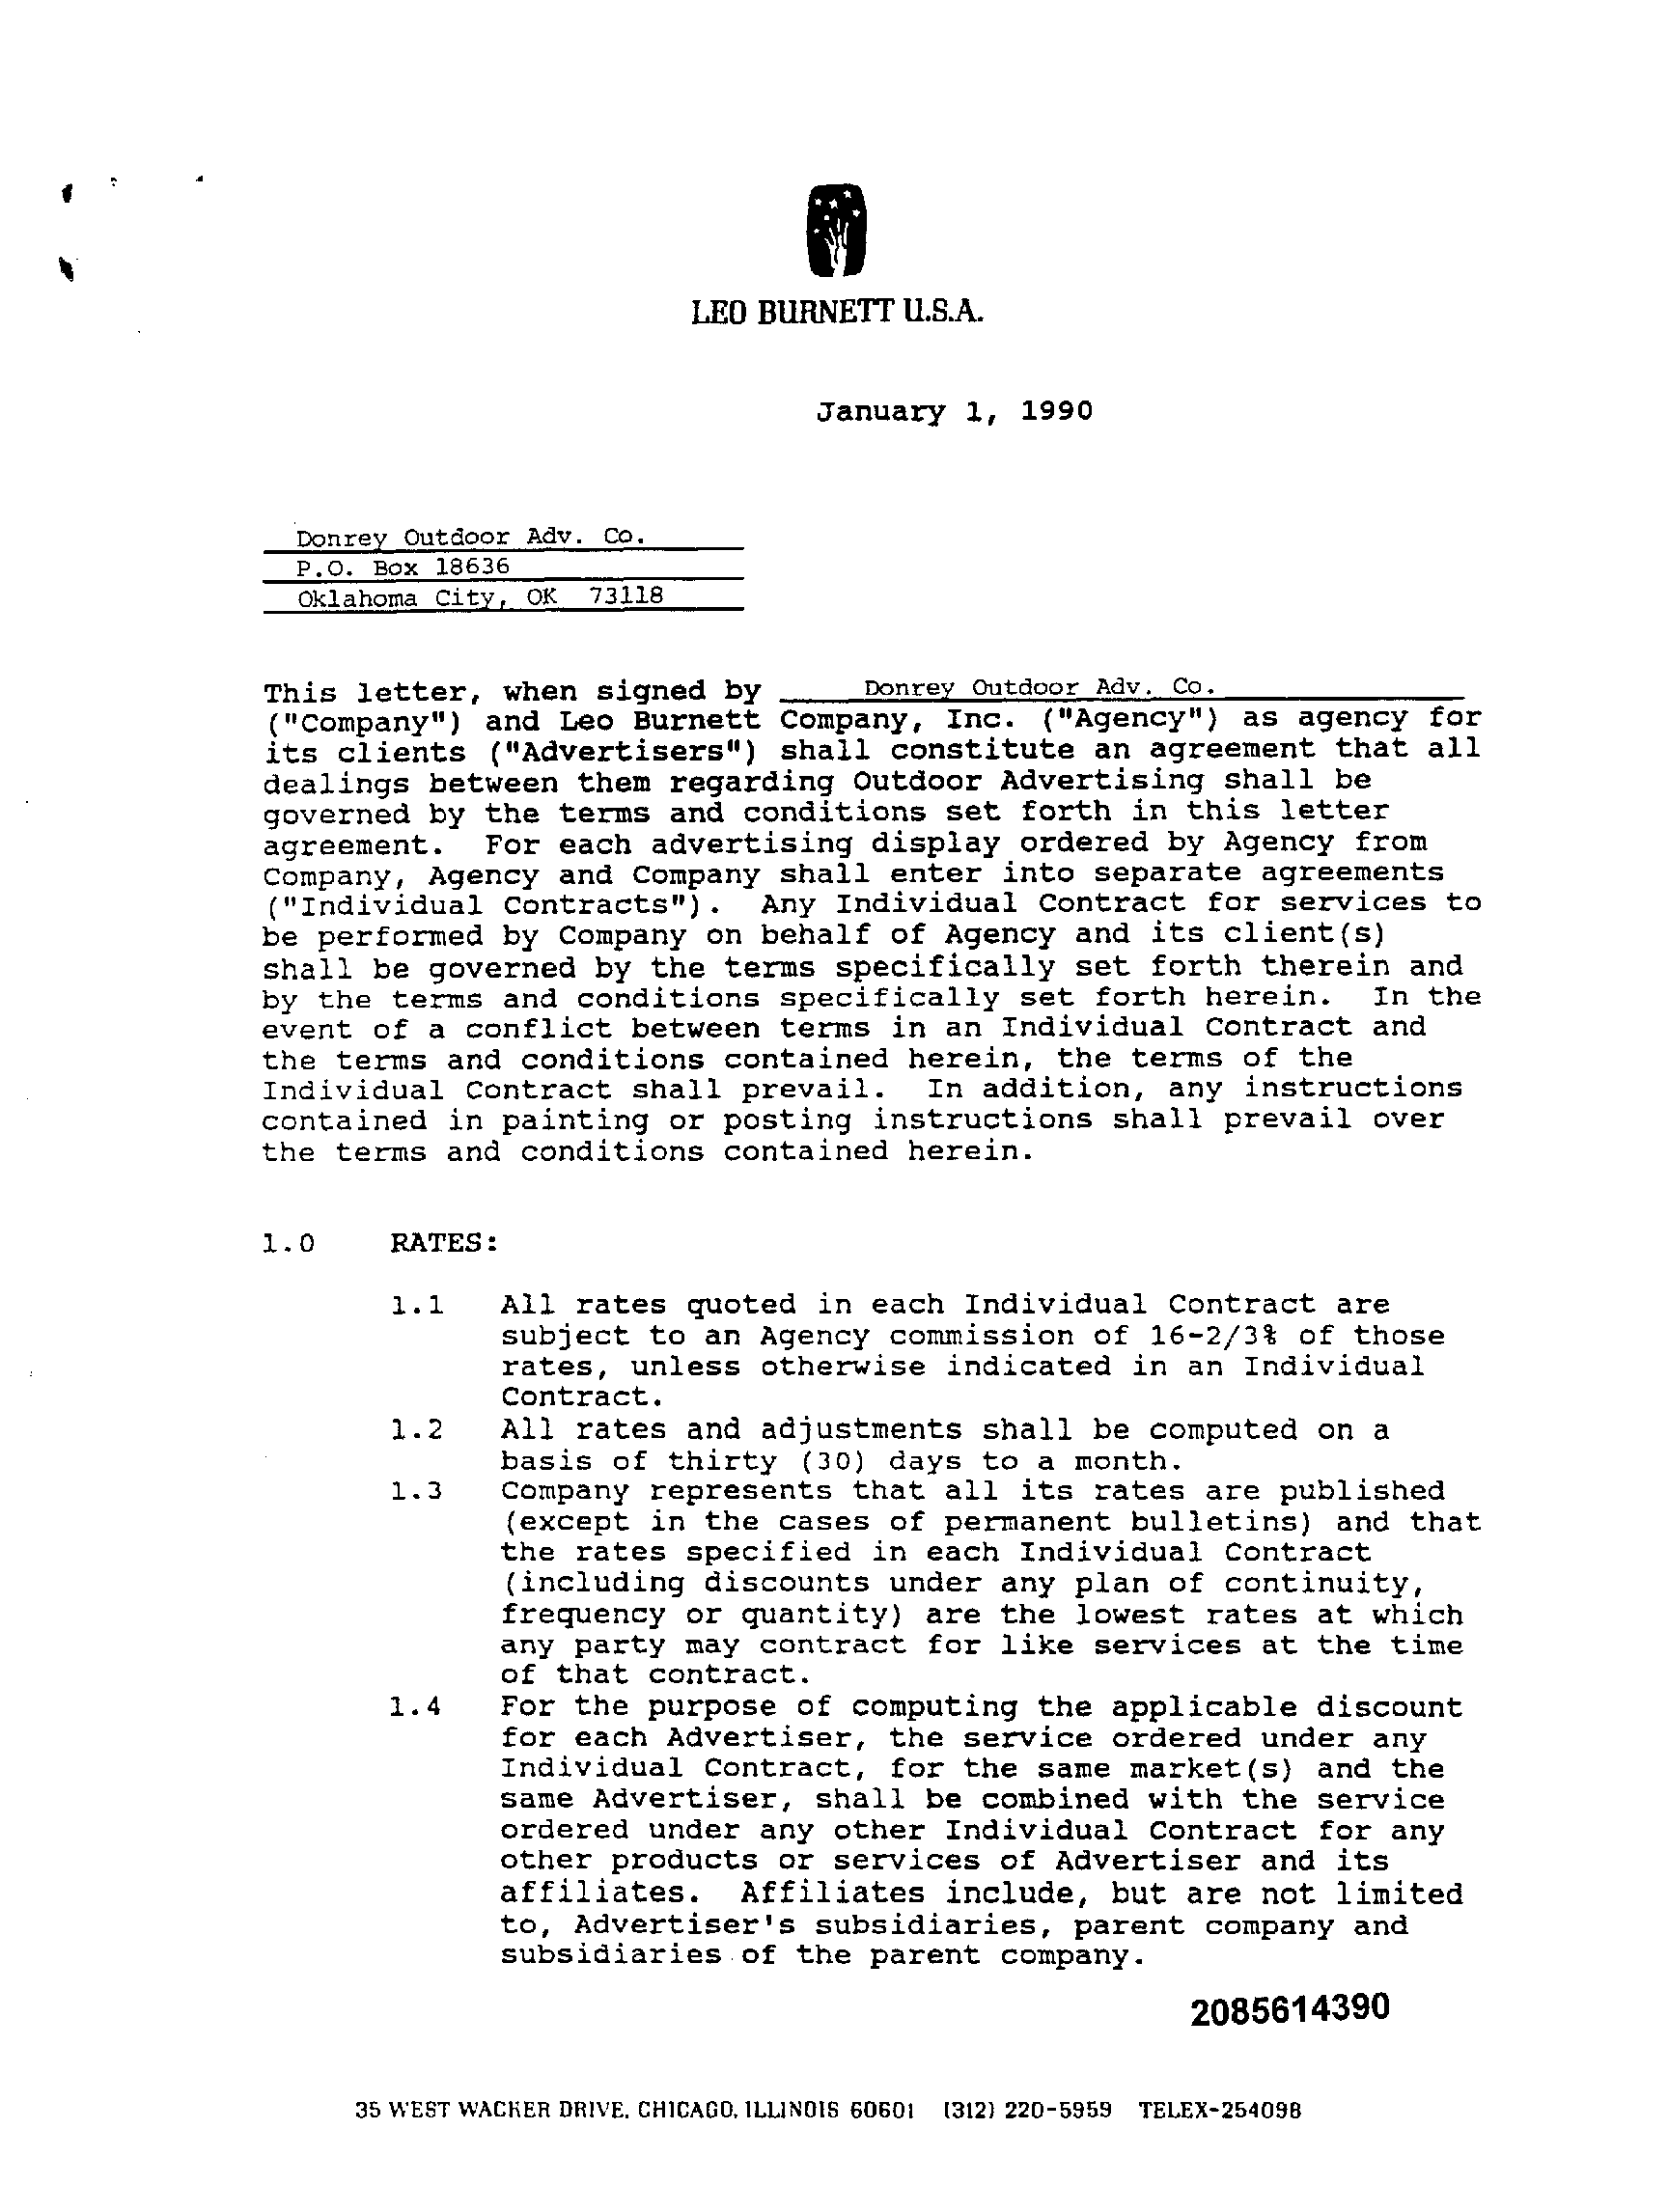 LEO BURNETT U.S.A.
January 1, 1990
Donrey Outdoor Adv. Co.
P.O. Box 18636
Oklahoma City, OK 73118
This letter, when signed by Donrey Outdoor Adv. Co.
("Company") and Leo Burnett Company, Inc. ("Agency") as agency for
its clients ("Advertisers") shall constitute an agreement that all
dealings between them regarding Outdoor Advertising shall be
governed by the terms and conditions set forth in this letter
agreement. For each advertising display ordered by Agency from
Company, Agency and Company shall enter into separate agreements
("Individual Contracts"). Any Individual Contract for services to
be performed by Company on behalf of Agency and its client(s)
shall be governed by the terms specifically set forth therein and
by the terms and conditions specifically set forth herein. In the
event of a conflict between terms in an Individual Contract and
the terms and conditions contained herein, the terms of the
Individual Contract shall prevail. In addition, any instructions
contained in painting or posting instructions shall prevail over
the terms and conditions contained herein.
1.0 RATES:
1.1 All rates quoted in each Individual Contract are
subject to an Agency commission of 16-2/3% of those
rates, unless otherwise indicated in an Individual
Contract.
1.2 All rates and adjustments shall be computed on a
basis of thirty (30) days to a month.
1.3 Company represents that all its rates are published
(except in the cases of permanent bulletins) and that
the rates specified in each Individual Contract
(including discounts under any plan of continuity,
frequency or quantity) are the lowest rates at which
any party may contract for like services at the time
of that contract.
1.4 For the purpose of computing the applicable discount
for each Advertiser, the service ordered under any
Individual Contract, for the same market(s) and the
same Advertiser, shall be combined with the service
ordered under any other Individual Contract for any
other products or services of Advertiser and its
affiliates. Affiliates include, but are not limited
to, Advertiser's subsidiaries, parent company and
subsidiaries of the parent company.
2085614390
35 WEST WACKER DRIVE, CHICAGO, ILLINOIS 60601 (312) 220-5959 TELEX-254098